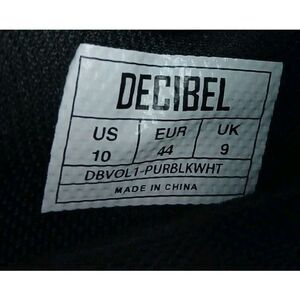 DECIBEL
US EUR UK
10 44 9
DBVOL1-PURBLKWHT
MADE IN CHINA